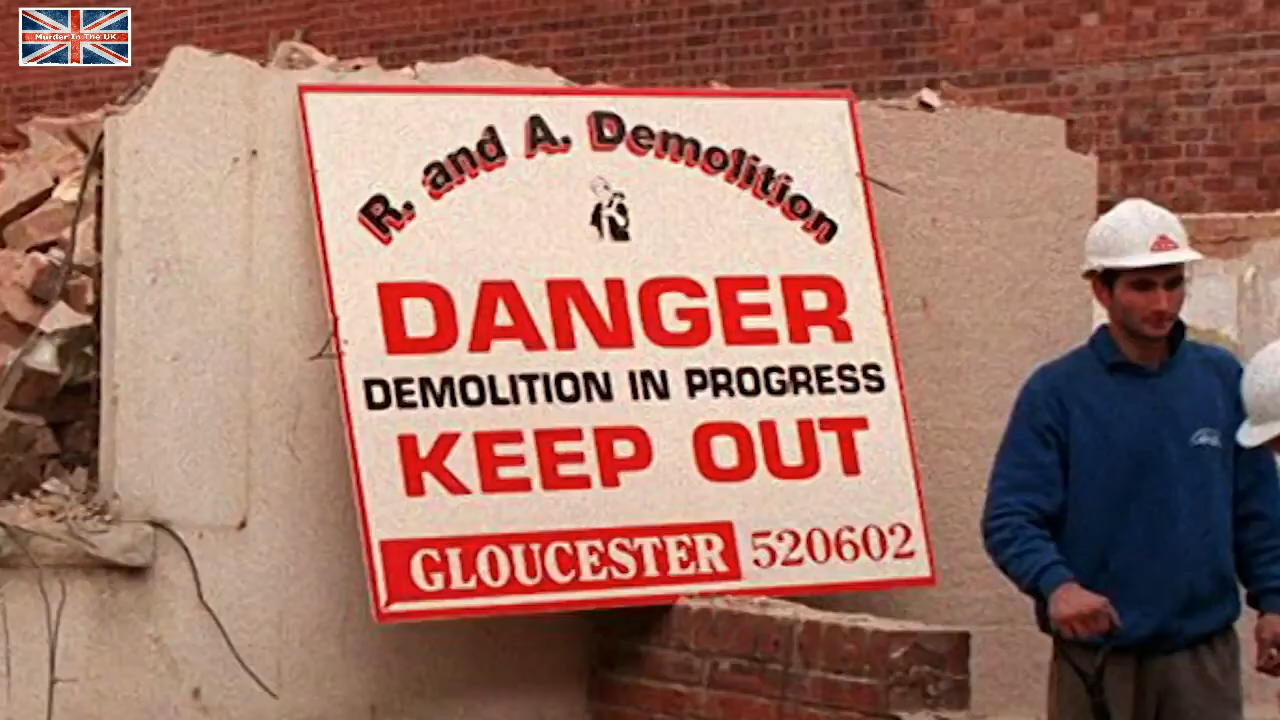 Murder In The UK
R. and A. Demolition
DANGER
DEMOLITION IN PROGRESS
KEEP OUT
GLOUCESTER 520602